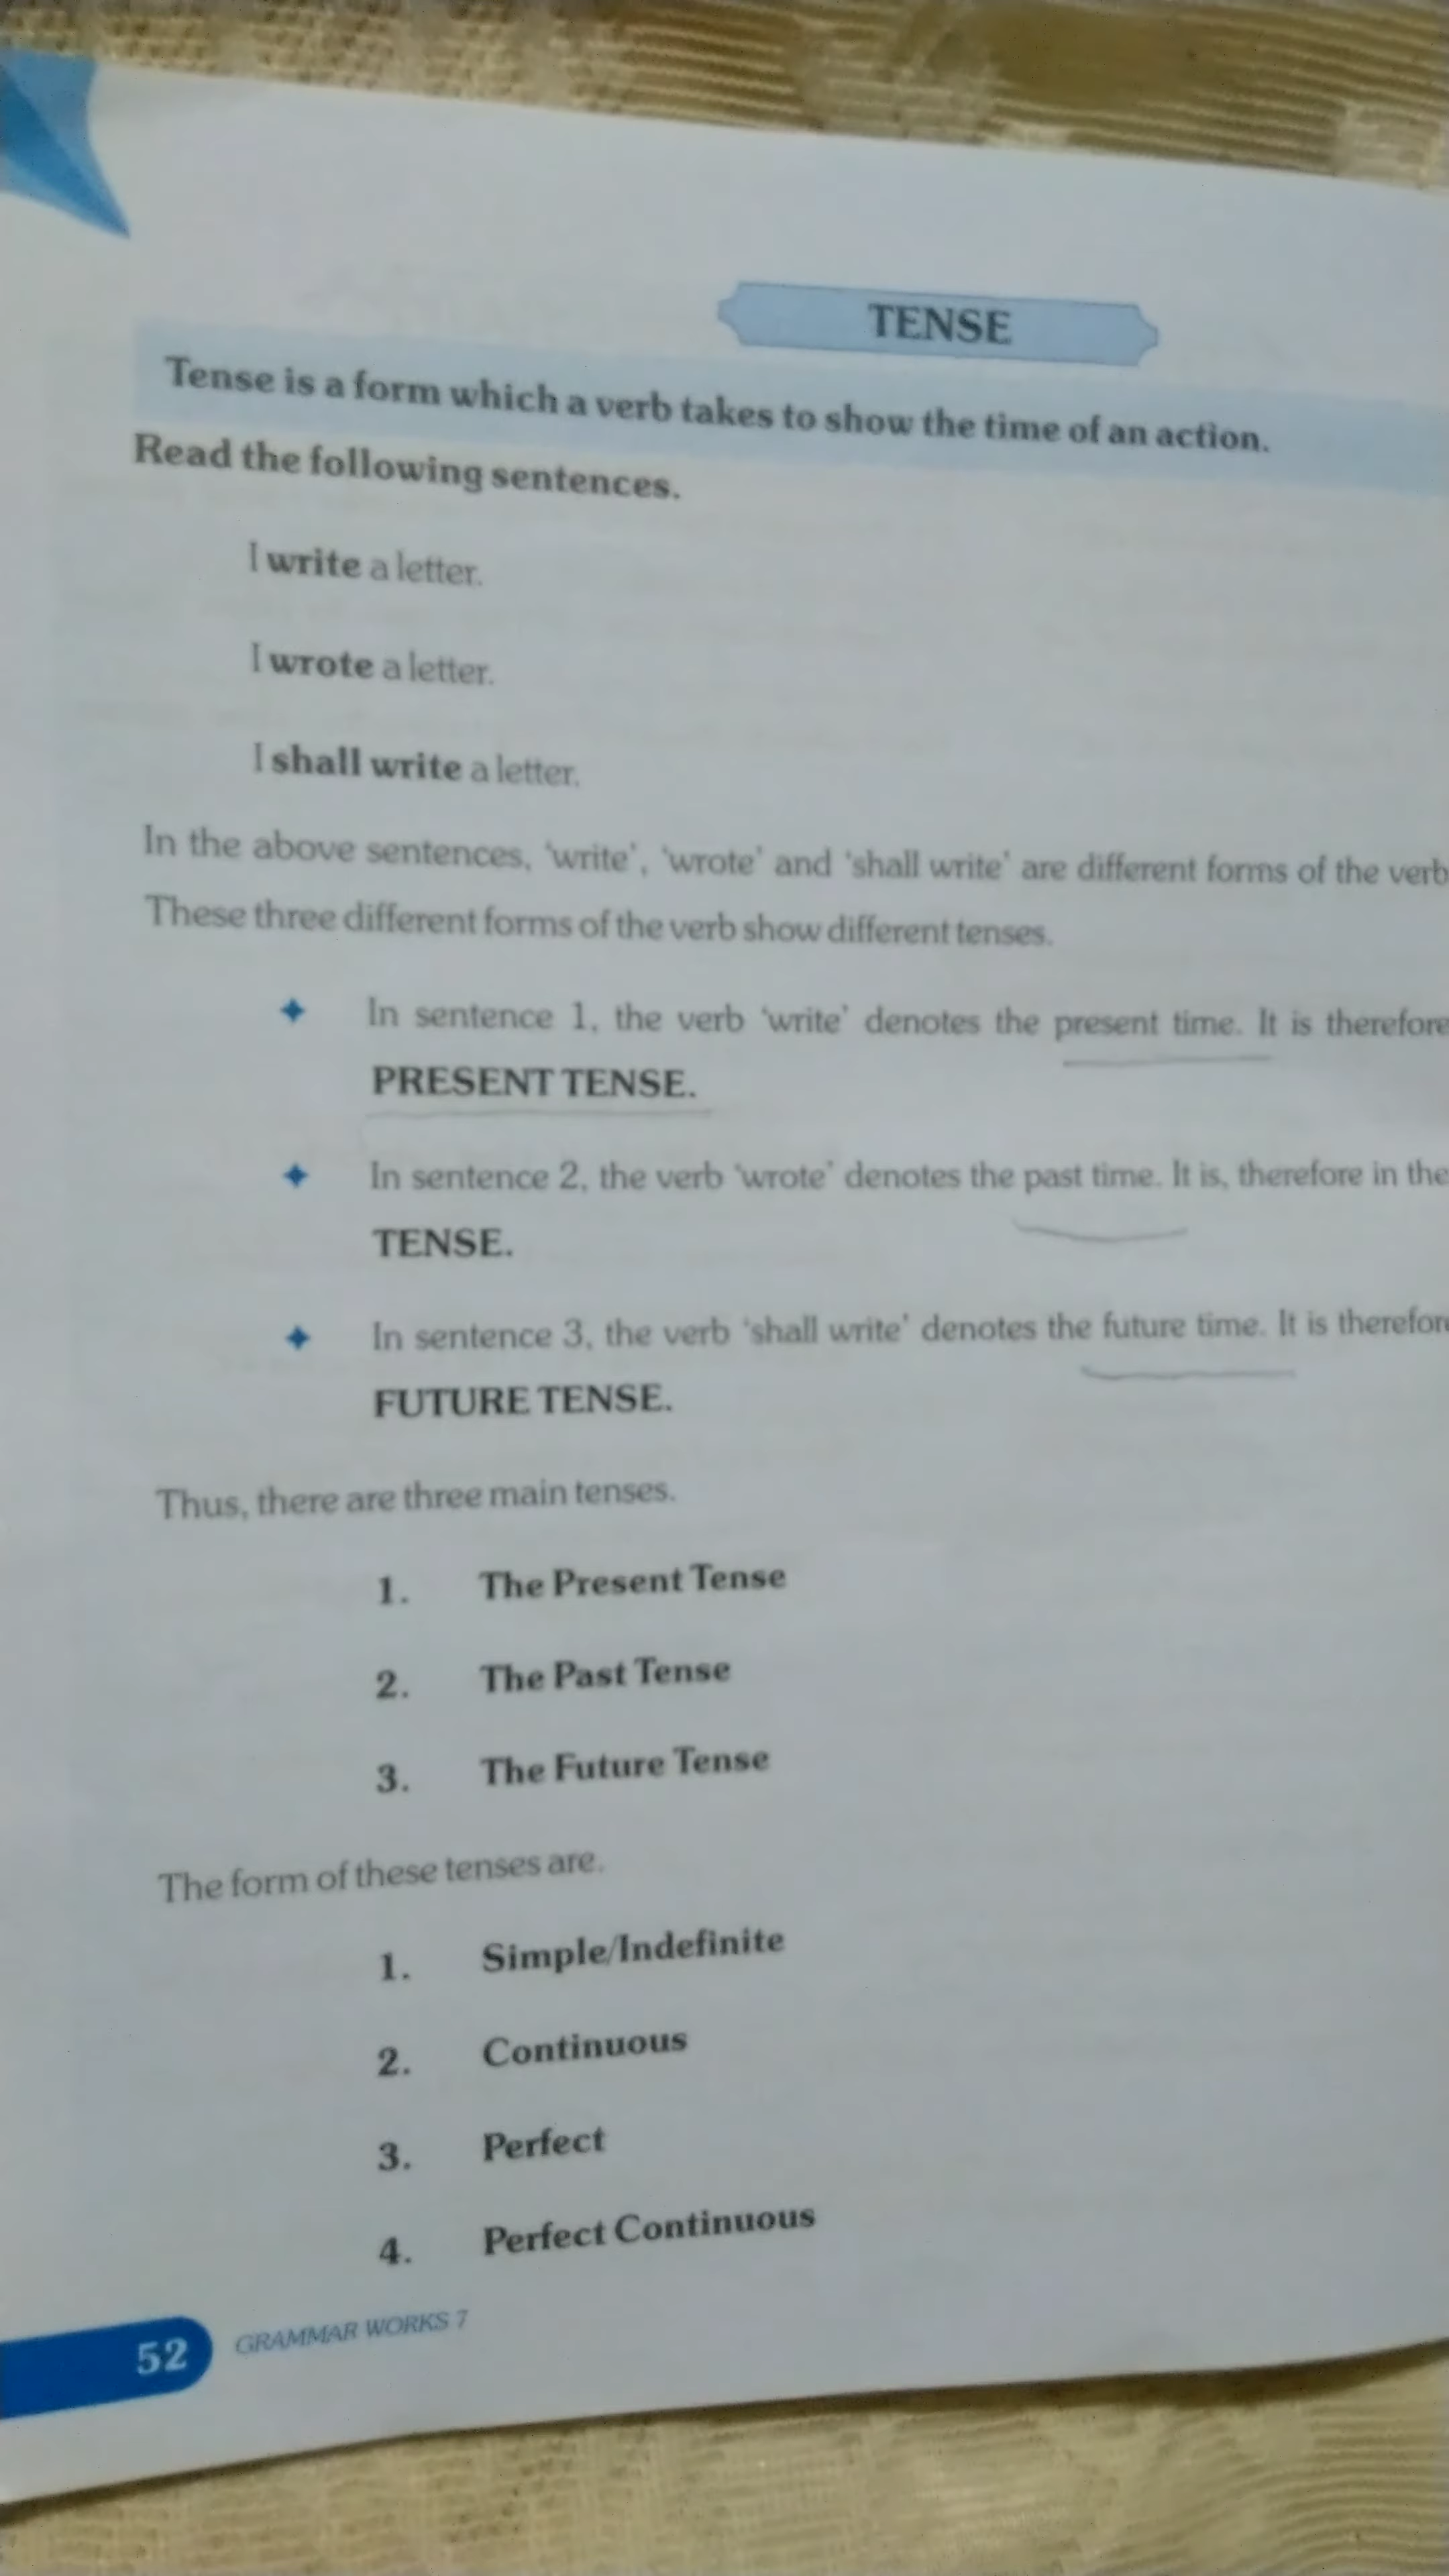 TENSE
Tense is a form which a verb takes to show the time of an action.
Read the following sentences.
I write a letter.
I wrote a letter.
I shall write a letter.
In the above sentences, ‘write’, ‘wrote’ and ‘shall write’ are different forms of the verb
These three different forms of the verb show different tenses.
✦ In sentence 1, the verb ‘write’ denotes the present time. It is therefore
PRESENT TENSE.
✦ In sentence 2, the verb ‘wrote’ denotes the past time. It is, therefore in the
TENSE.
✦ In sentence 3, the verb ‘shall write’ denotes the future time. It is
FUTURE TENSE.
Thus, there are three main tenses.
1. The Present Tense
2. The Past Tense
3. The Future Tense
The form of these tenses are.
1. Simple/Indefinite
2. Continuous
3. Perfect
4. Perfect Continuous
52 GRAMMAR WORKS 7